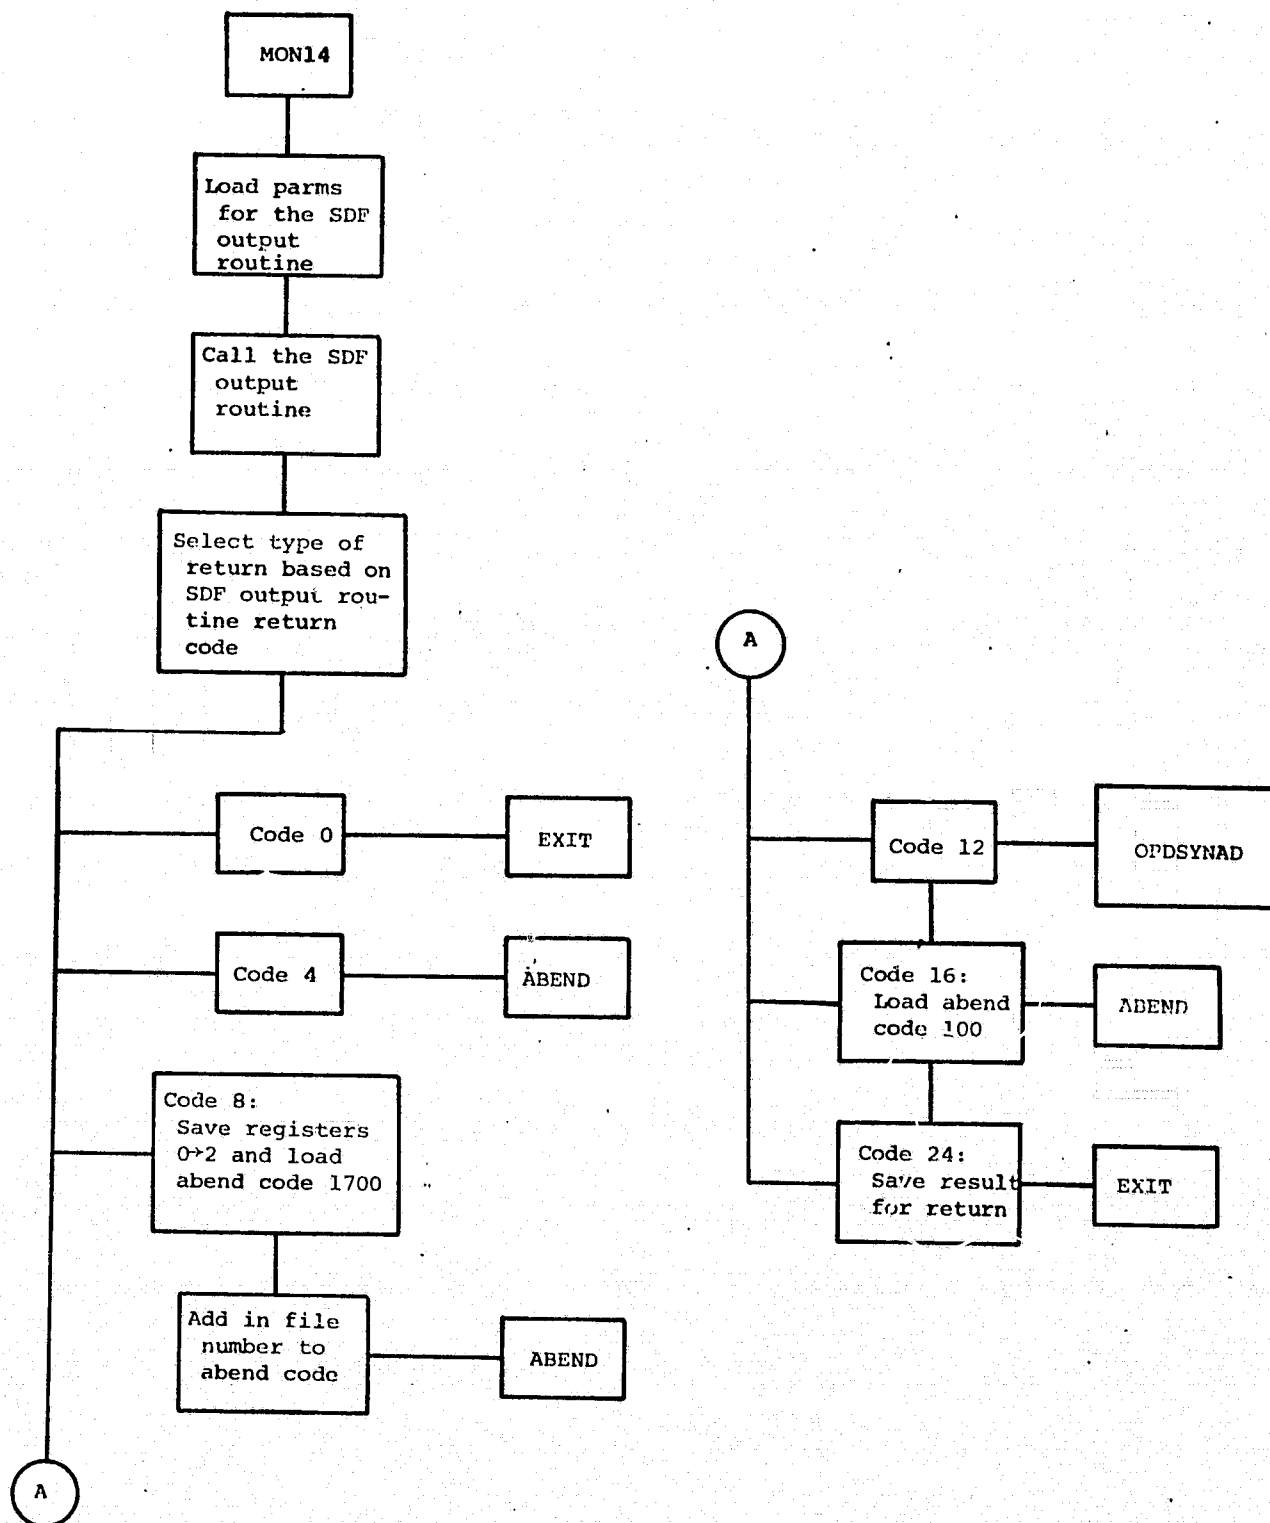 MON14
Load parms
for the SDF
output
routine
Call the SDF
output
routine
Select type of
return based on
SDF output rou-
tine return
code
Code 0
EXIT
Code 4
ABEND
Code 8:
Save registers
0→2 and load
abend code 1700
Add in file
number to
abend code
ABEND
A
A
Code 12
OPDSYNAD
Code 16:
Load abend
code 100
ABEND
Code 24:
Save result
for return
EXIT